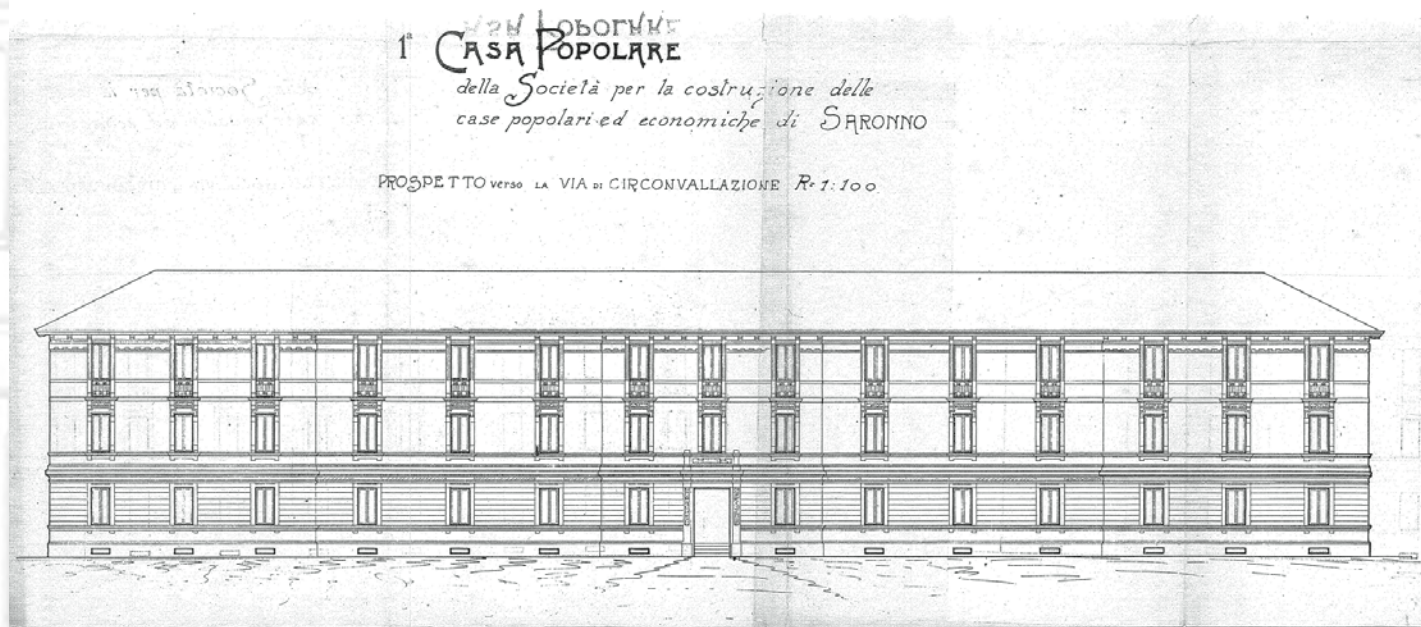 1ª CASA POPOLARE
della Società per la costruzione delle
case popolari ed economiche di SARONNO
PROSPETTO verso LA VIA DI CIRCONVALLAZIONE R. 1:100